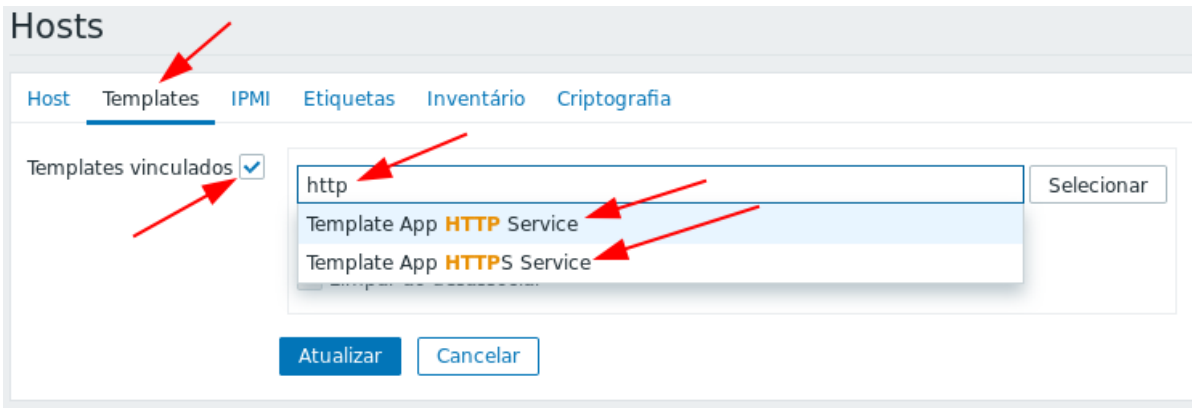 Hosts
Host Templates IPMI Etiquetas Inventário Criptografia
Templates vinculados
http
Selecionar
Template App HTTP Service
Template App HTTPS Service
Atualizar Cancelar